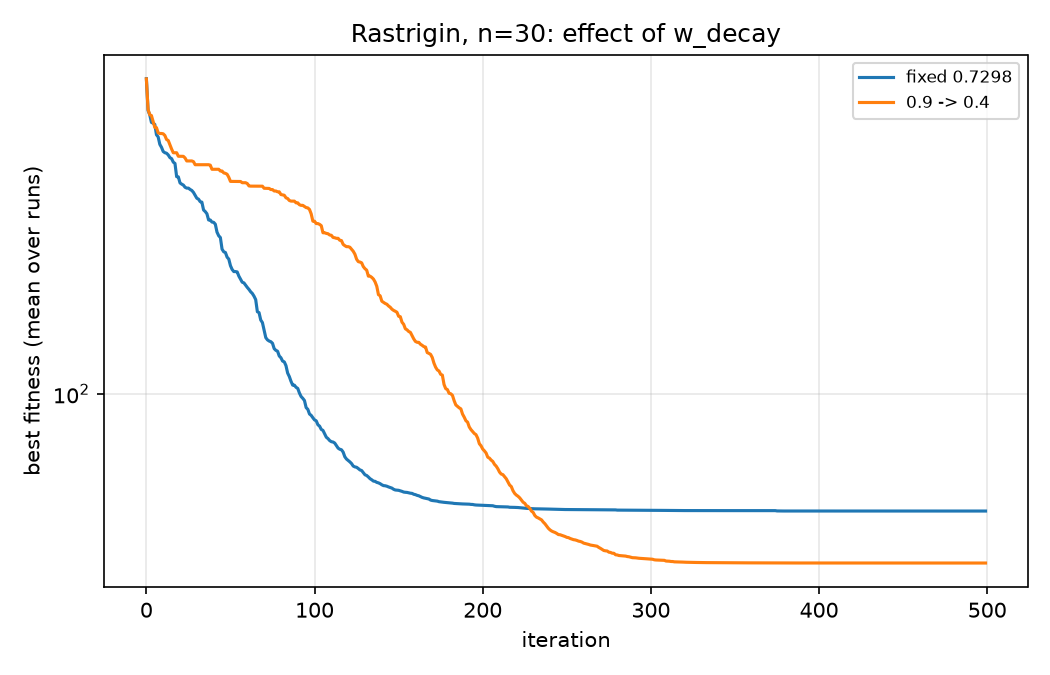 Rastrigin, n=30: effect of w_decay
fixed 0.7298
0.9 -> 0.4
best fitness (mean over runs)
10²
0 100 200 300 400 500
iteration